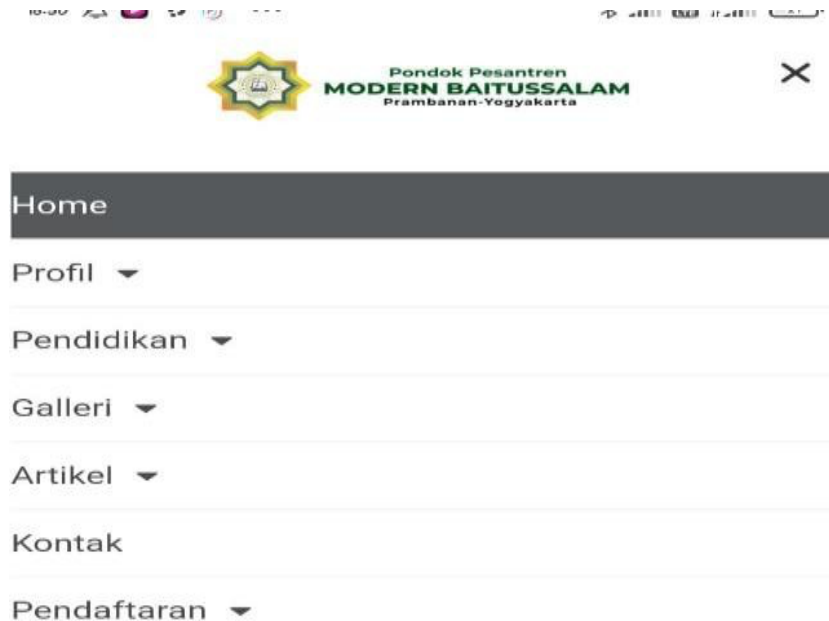 Pondok Pesantren
MODERN BAITUSSALAM
Prambanan-Yogyakarta
Home
Profil
Pendidikan
Galleri
Artikel
Kontak
Pendaftaran